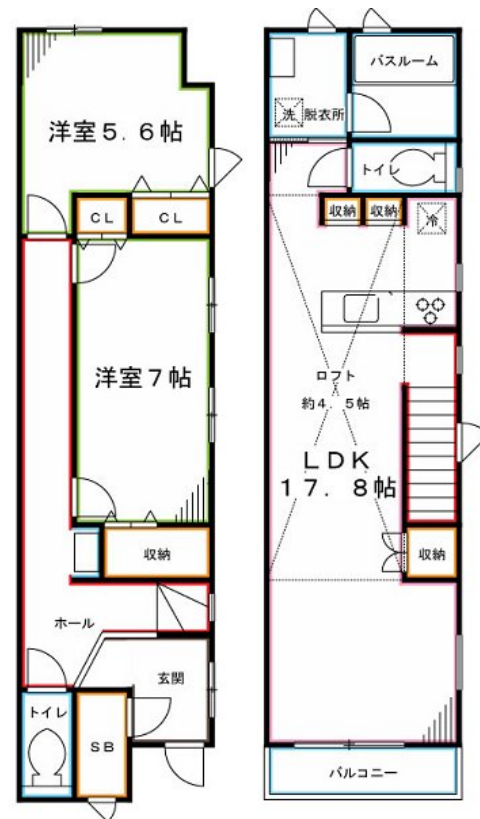 洋室5.6帖
CL
CL
洋室7帖
収納
ホール
玄関
トイレ
SB
バスルーム
洗
脱衣所
トイレ
収納
収納
冷
ロフト
約4.5帖
LDK
17.8帖
収納
バルコニー